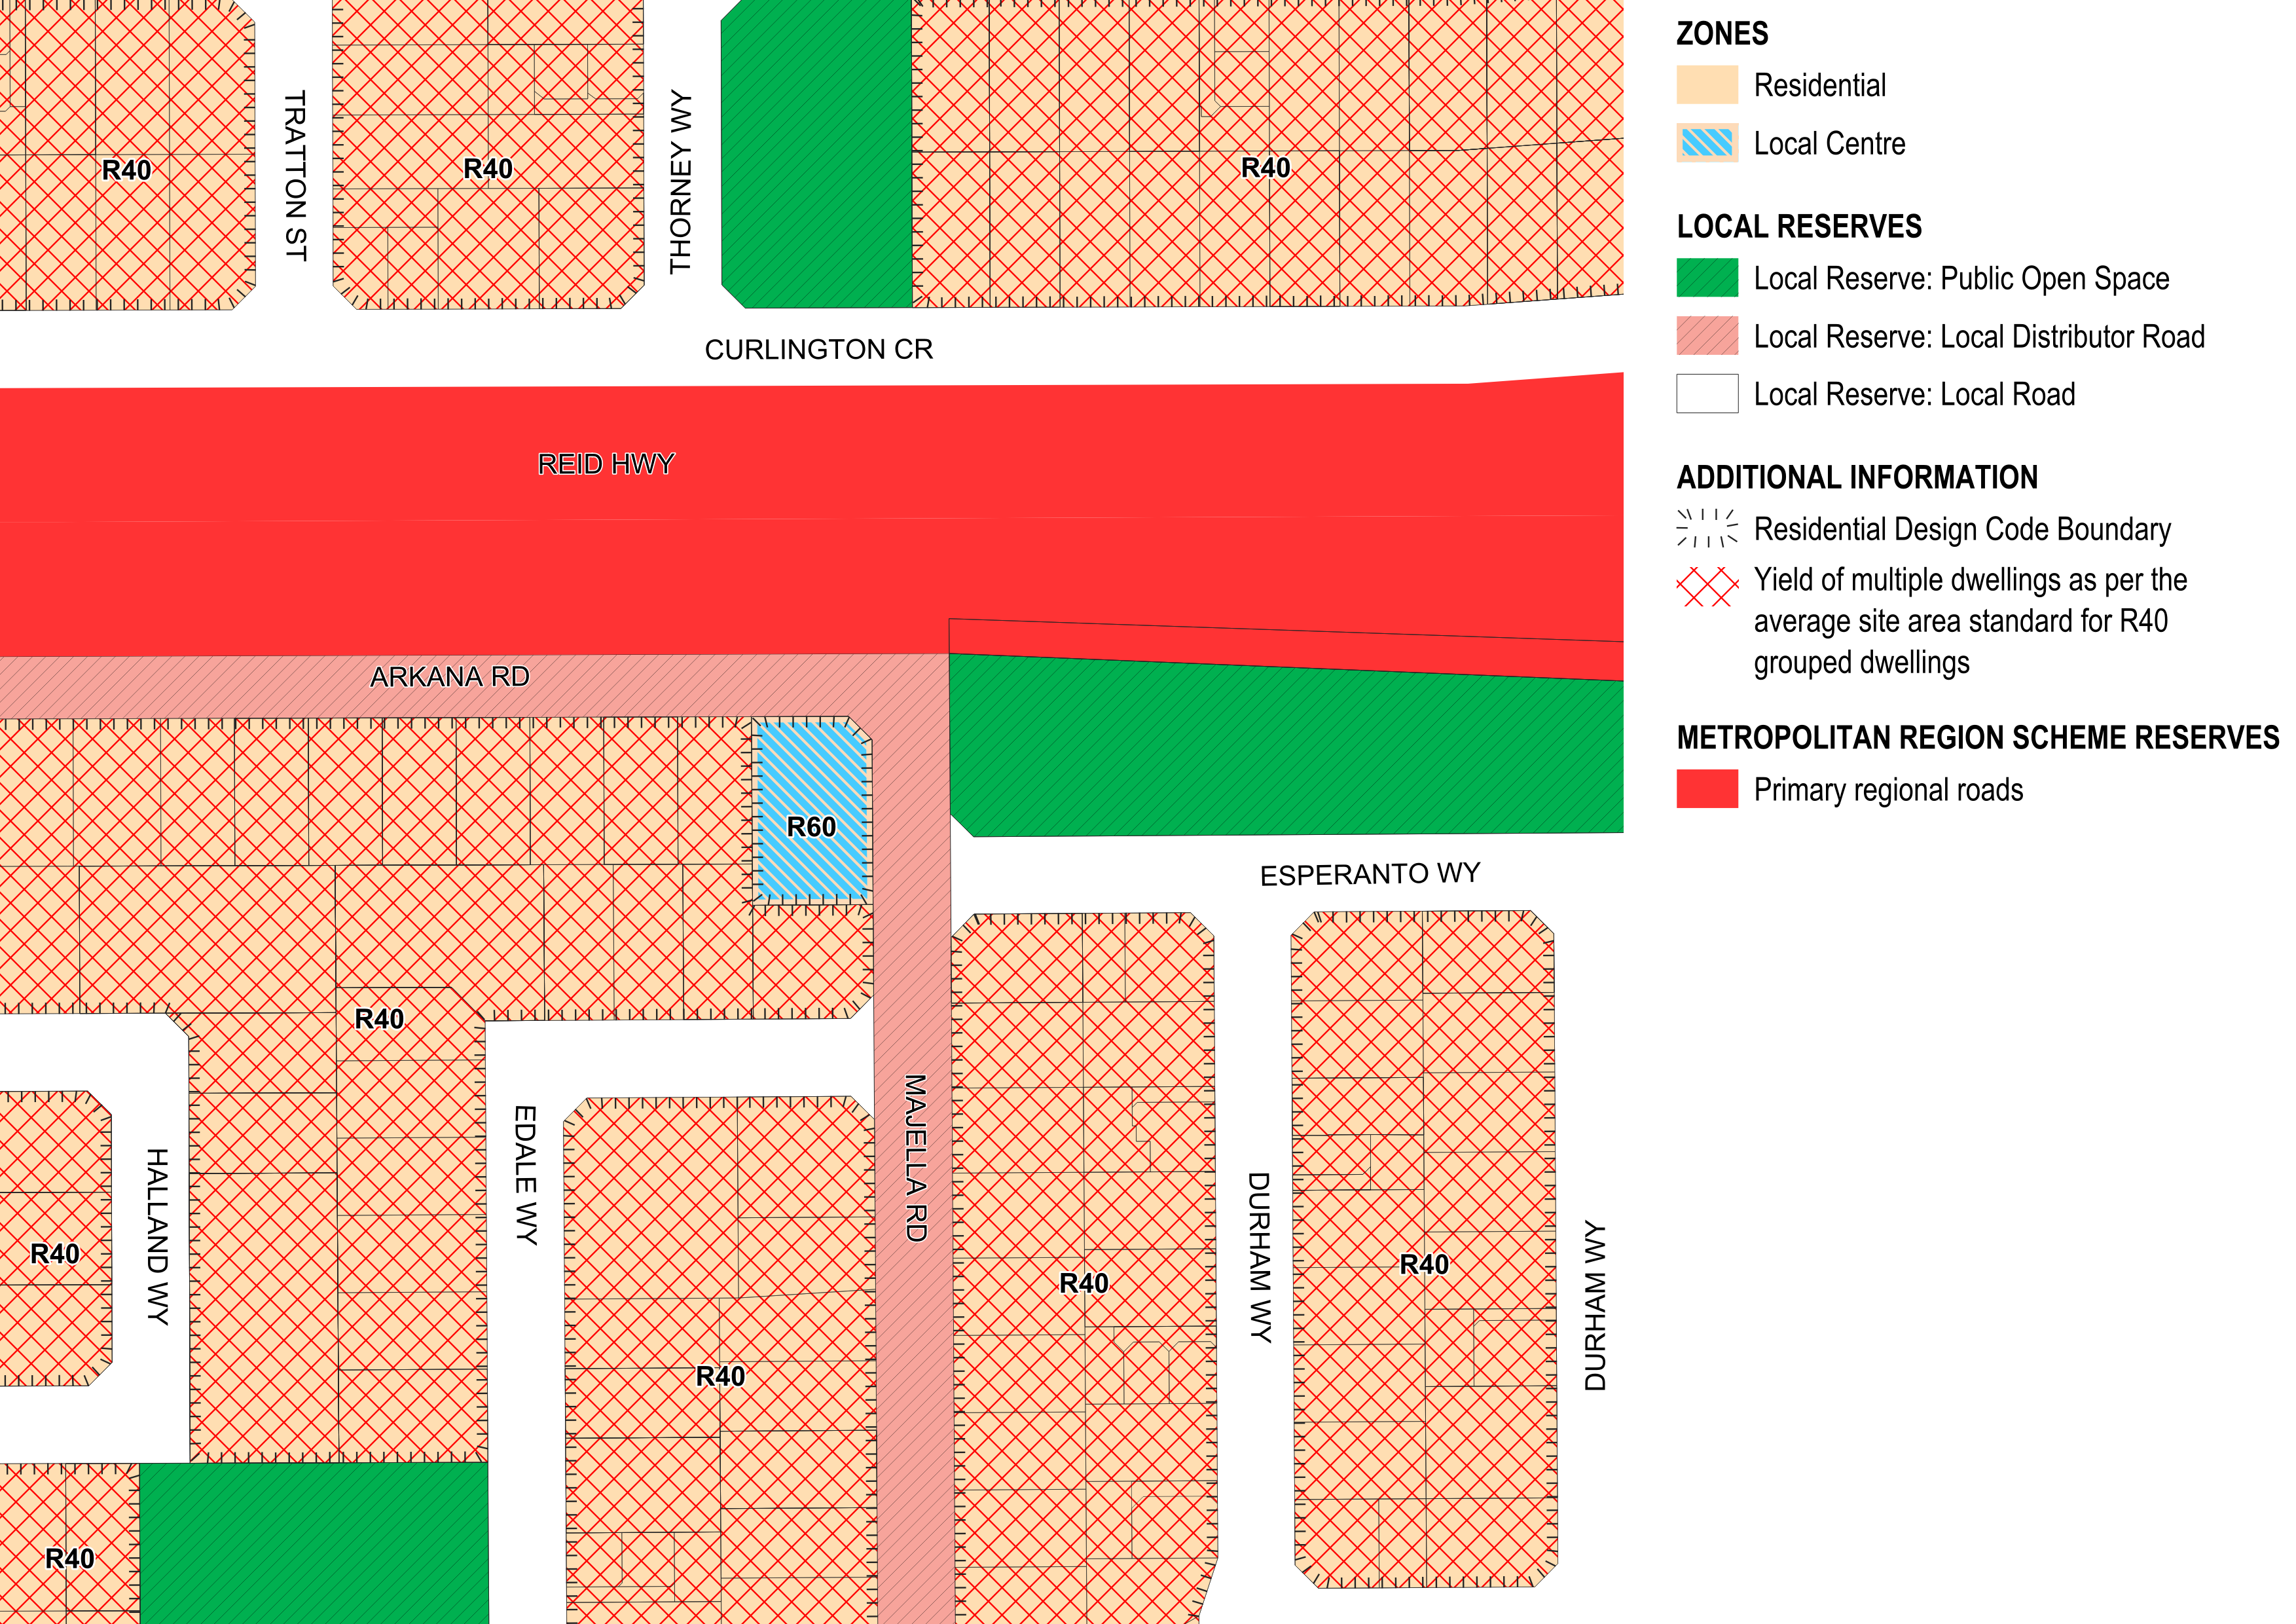 R40
TRATTON ST
R40
THORNEY WY
R40
CURLINGTON CR
REID HWY
ARKANA RD
R60
ESPERANTO WY
R40
MAJELLA RD
EDALE WY
HALLAND WY
R40
R40
R40
DURHAM WY
R40
DURHAM WY
R40
ZONES
Residential
Local Centre
LOCAL RESERVES
Local Reserve: Public Open Space
Local Reserve: Local Distributor Road
Local Reserve: Local Road
ADDITIONAL INFORMATION
Residential Design Code Boundary
Yield of multiple dwellings as per the
average site area standard for R40
grouped dwellings
METROPOLITAN REGION SCHEME RESERVES
Primary regional roads